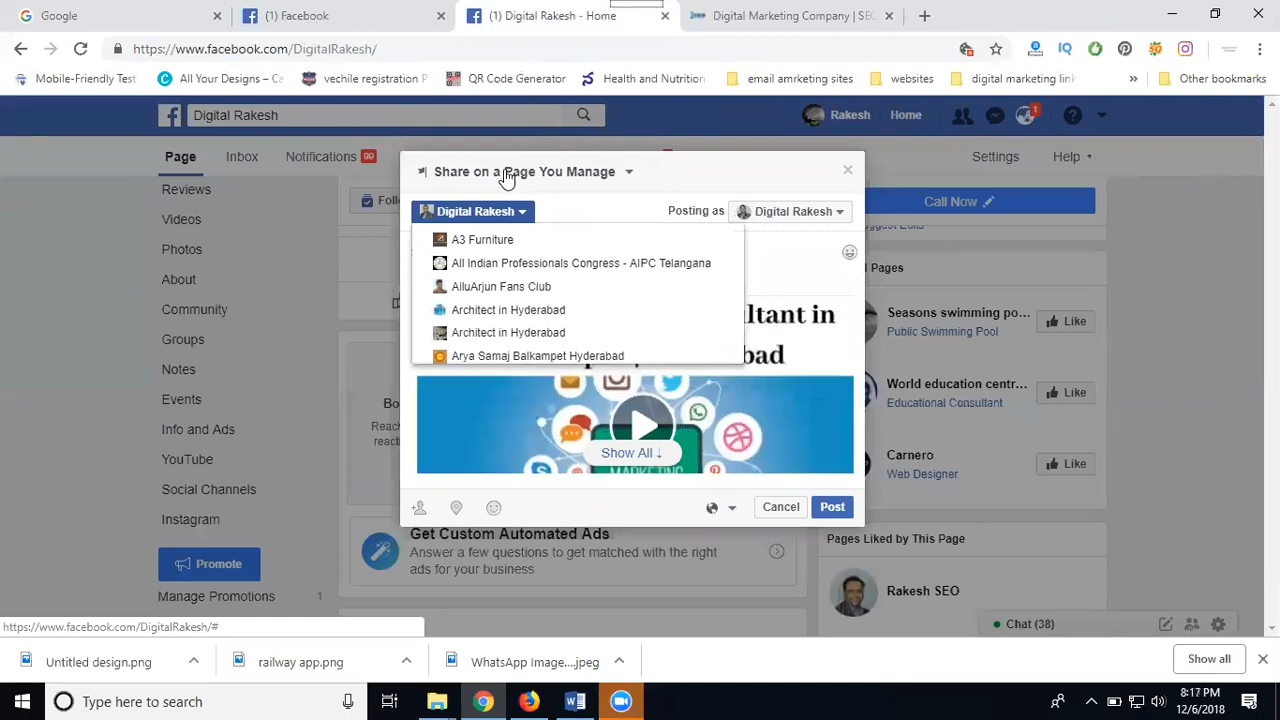 Google
(1) Facebook
(1) Digital Rakesh - Home
Digital Marketing Company | SEO
https://www.facebook.com/DigitalRakesh/
Mobile-Friendly Test
All Your Designs – Ca
vechile registration P
QR Code Generator
Health and Nutrition
email amrketing sites
websites
digital marketing link
Other bookmarks
Digital Rakesh
Rakesh
Home
1
Page
Inbox
Notifications 99
Settings
Help
Share on a Page You Manage
Reviews
Videos
Photos
About
Community
Groups
Notes
Events
Info and Ads
YouTube
Social Channels
Instagram
Promote
Manage Promotions 1
Digital Rakesh
Posting as
Digital Rakesh
A3 Furniture
All Indian Professionals Congress - AIPC Telangana
AlluArjun Fans Club
Architect in Hyderabad
Architect in Hyderabad
Arya Samaj Balkampet Hyderabad
ltant in
bad
MARKETING
Show All ↓
Cancel
Post
Get Custom Automated Ads
Answer a few questions to get matched with the right
ads for your business
Call Now
Pages
Seasons swimming po...
Public Swimming Pool
Like
World education centr...
Educational Consultant
Like
Carnero
Web Designer
Like
Pages Liked by This Page
Rakesh SEO
Chat (38)
https://www.facebook.com/DigitalRakesh/#
Untitled design.png
railway app.png
WhatsApp Image....jpeg
Show all
Type here to search
8:17 PM
12/6/2018